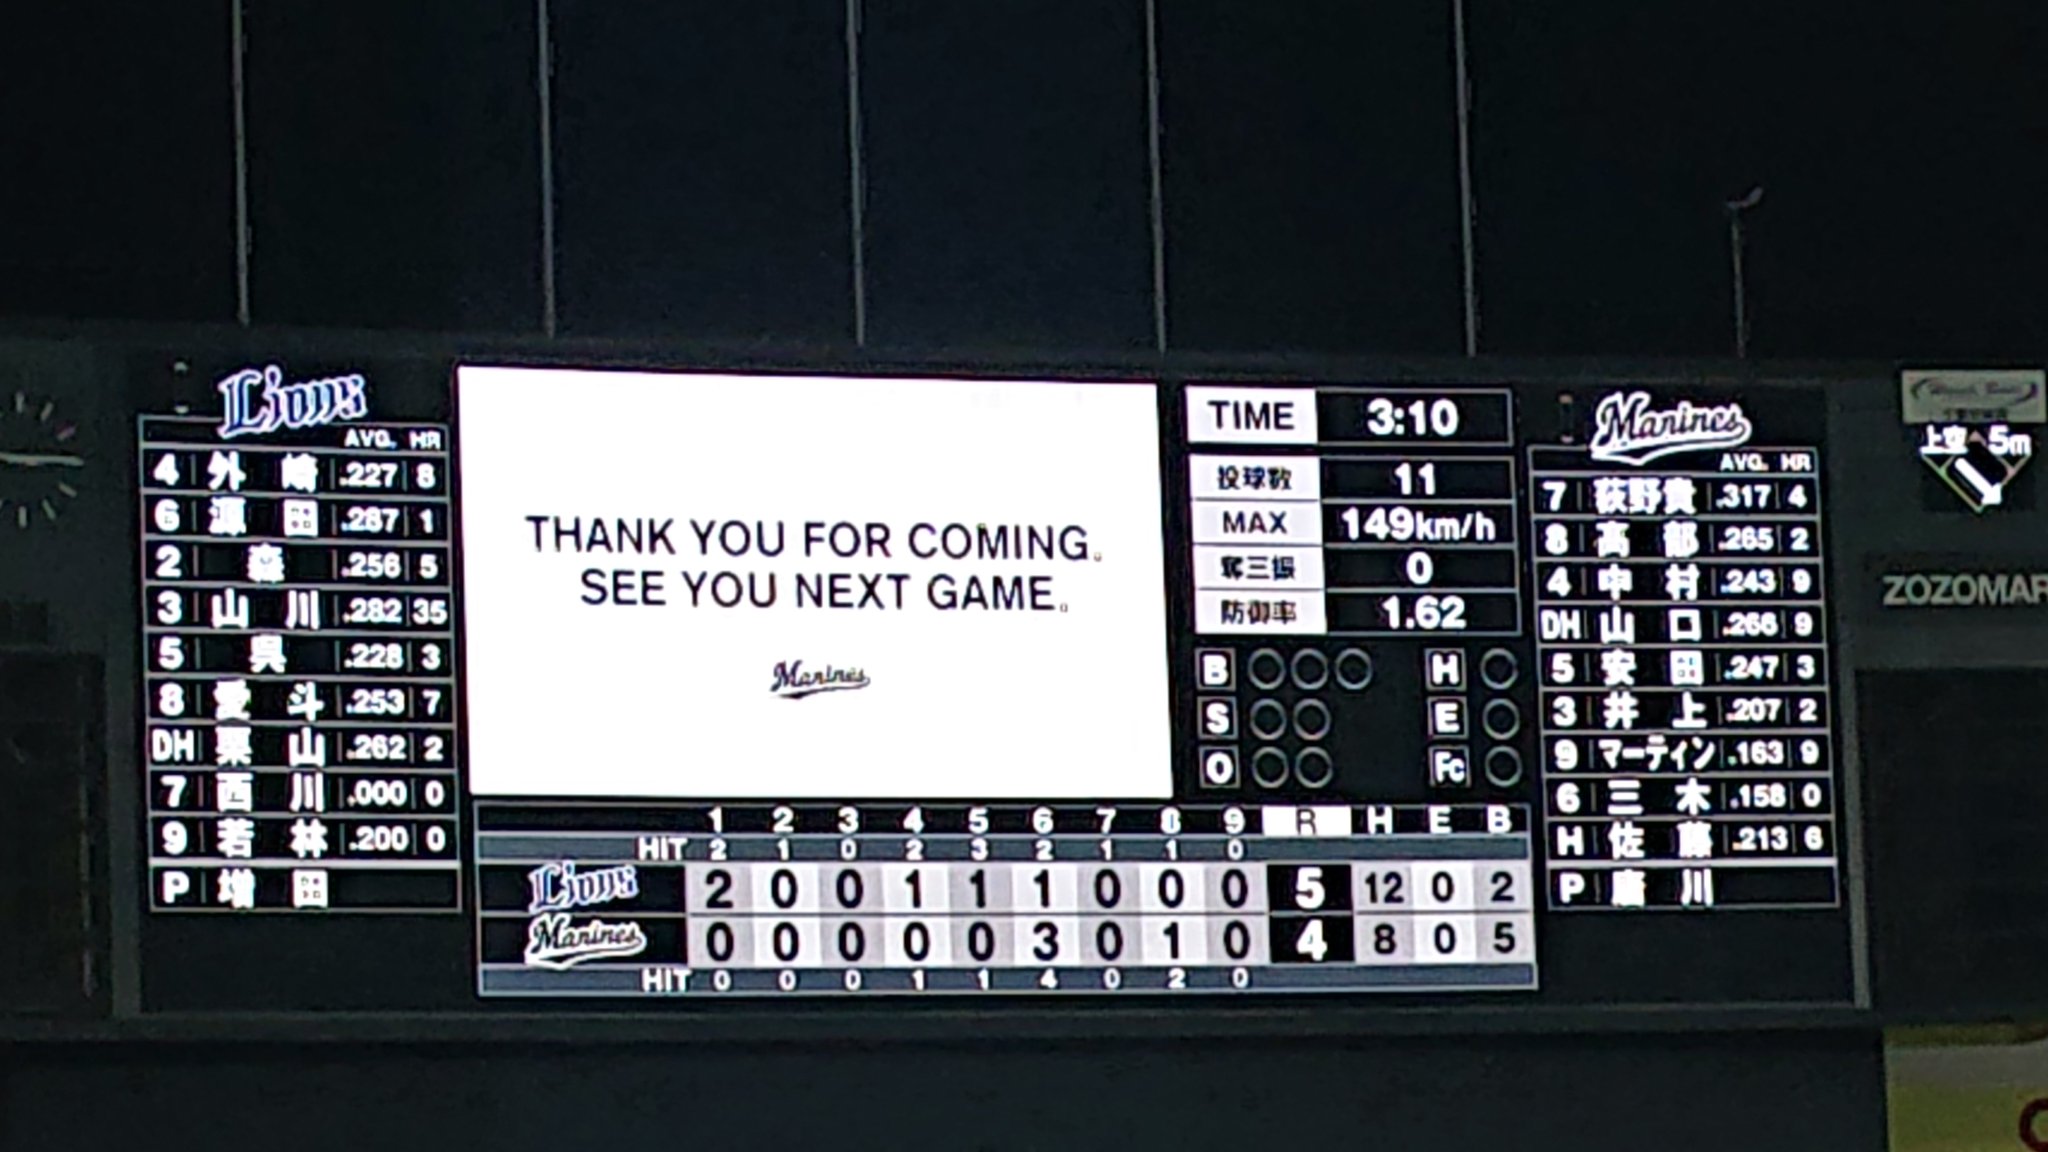 Lions
AVG. HR
4 外 崎 .227 8
6 源 田 .287 1
2 森 .256 5
3 山 川 .282 35
5 呉 .228 3
8 愛 斗 .253 7
DH 栗 山 .262 2
7 西 川 .000 0
9 若 林 .200 0
P 増 田
THANK YOU FOR COMING.
SEE YOU NEXT GAME.
Marines
TIME 3:10
投球数 11
MAX 149km/h
奪三振 0
防御率 1.62
B H
S E
O Fc
1 2 3 4 5 6 7 8 9 R H E B
HIT 2 1 0 2 3 2 1 1 0
Lions 2 0 0 1 1 1 0 0 0 5 12 0 2
Marines 0 0 0 0 0 3 0 1 0 4 8 0 5
HIT 0 0 0 1 1 4 0 2 0
Marines
AVG. HR
7 荻野貴 .317 4
8 高 部 .265 2
4 中 村 .243 9
DH 山 口 .266 9
5 安 田 .247 3
3 井 上 .207 2
9 マーティン .163 9
6 三 木 .158 0
H 佐 藤 .213 6
P 廣 川
上空 5m
ZOZOMAR